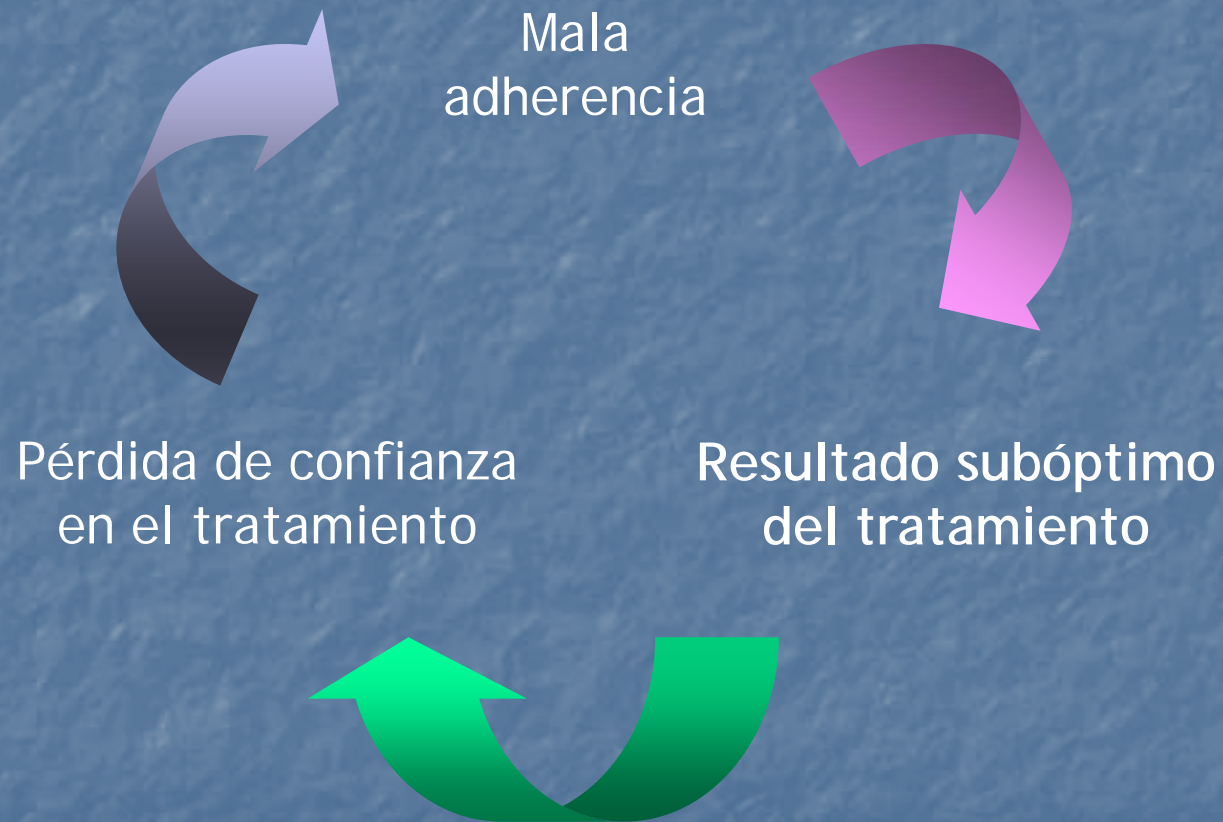 Mala
adherencia
Pérdida de confianza
en el tratamiento
Resultado subóptimo
del tratamiento